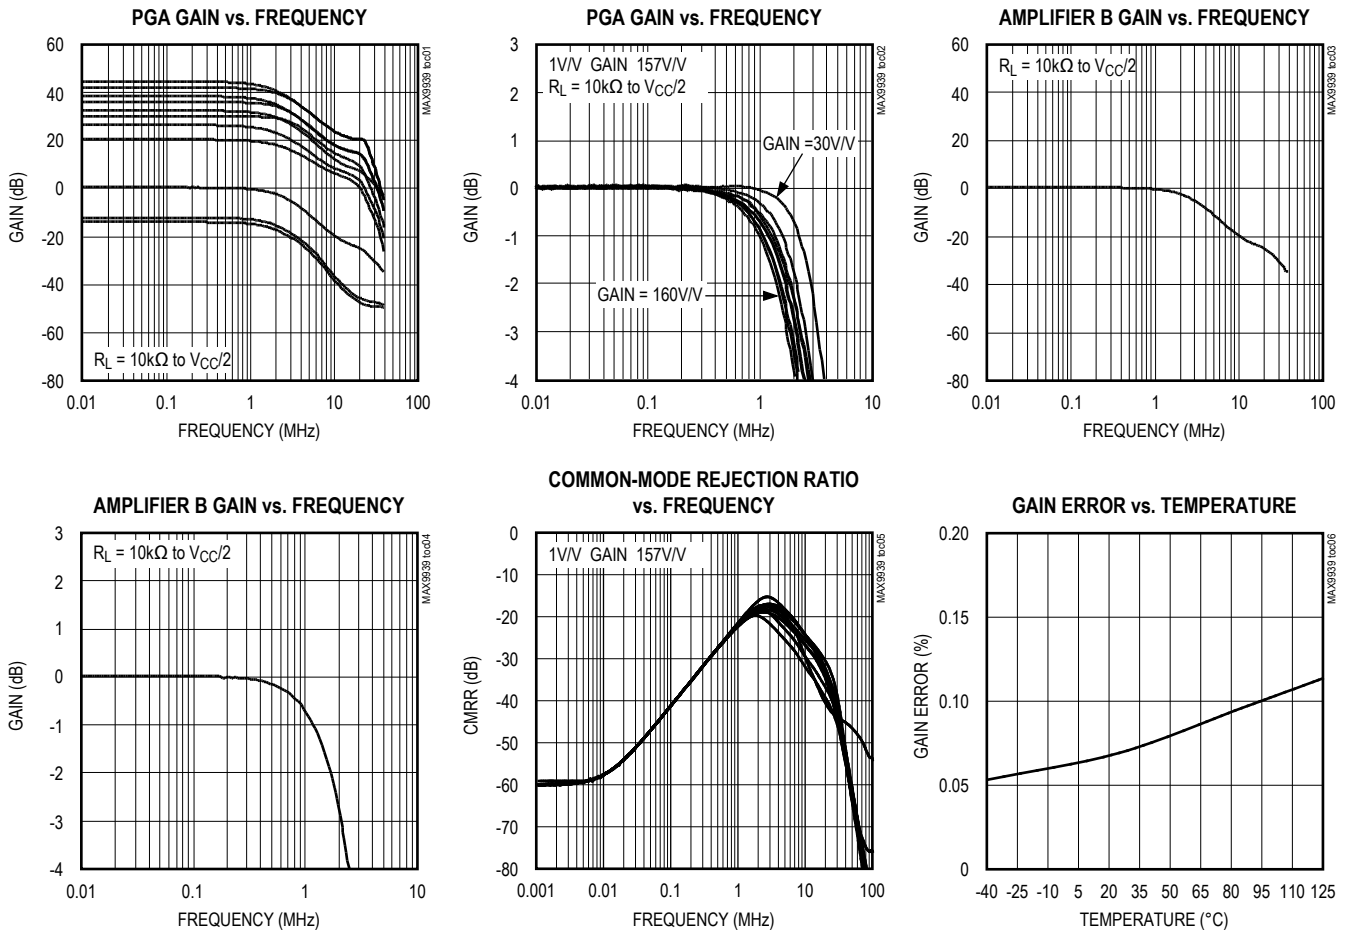 PGA GAIN vs. FREQUENCY
60
40
20
0
-20
-40
-60
-80
GAIN (dB)
RL = 10kΩ to VCC/2
0.01 0.1 1 10 100
FREQUENCY (MHz)
MAX9939 toc01
PGA GAIN vs. FREQUENCY
3
2
1
0
-1
-2
-3
-4
GAIN (dB)
1V/V GAIN 157V/V
RL = 10kΩ to VCC/2
GAIN =30V/V
GAIN = 160V/V
0.01 0.1 1 10
FREQUENCY (MHz)
MAX9939 toc02
AMPLIFIER B GAIN vs. FREQUENCY
60
40
20
0
-20
-40
-60
-80
GAIN (dB)
RL = 10kΩ to VCC/2
0.01 0.1 1 10 100
FREQUENCY (MHz)
MAX9939 toc03
AMPLIFIER B GAIN vs. FREQUENCY
3
2
1
0
-1
-2
-3
-4
GAIN (dB)
RL = 10kΩ to VCC/2
0.01 0.1 1 10
FREQUENCY (MHz)
MAX9939 toc04
COMMON-MODE REJECTION RATIO
vs. FREQUENCY
0
-10
-20
-30
-40
-50
-60
-70
-80
CMRR (dB)
1V/V GAIN 157V/V
0.001 0.01 0.1 1 10 100
FREQUENCY (MHz)
MAX9939 toc05
GAIN ERROR vs. TEMPERATURE
0.20
0.15
0.10
0.05
0
GAIN ERROR (%)
-40 -25 -10 5 20 35 50 65 80 95 110 125
TEMPERATURE (°C)
MAX9939 toc06